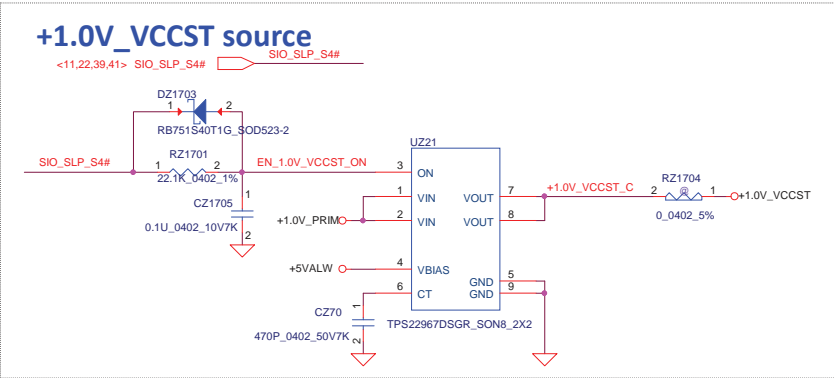 +1.0V_VCCST source
<11,22,39,41> SIO_SLP_S4#
SIO_SLP_S4#
DZ1703
1 2
RB751S40T1G_SOD523-2
UZ21
SIO_SLP_S4#
RZ1701
1 2
22.1K_0402_1%
EN_1.0V_VCCST_ON
3 ON
CZ1705
1
2
0.1U_0402_10V7K
+1.0V_PRIM
1 VIN
2 VIN
VOUT 7
VOUT 8
+1.0V_VCCST_C
RZ1704
2 1
@
0_0402_5%
+1.0V_VCCST
+5VALW
4 VBIAS
6 CT
GND 5
GND 9
CZ70
1
2
470P_0402_50V7K
TPS22967DSGR_SON8_2X2